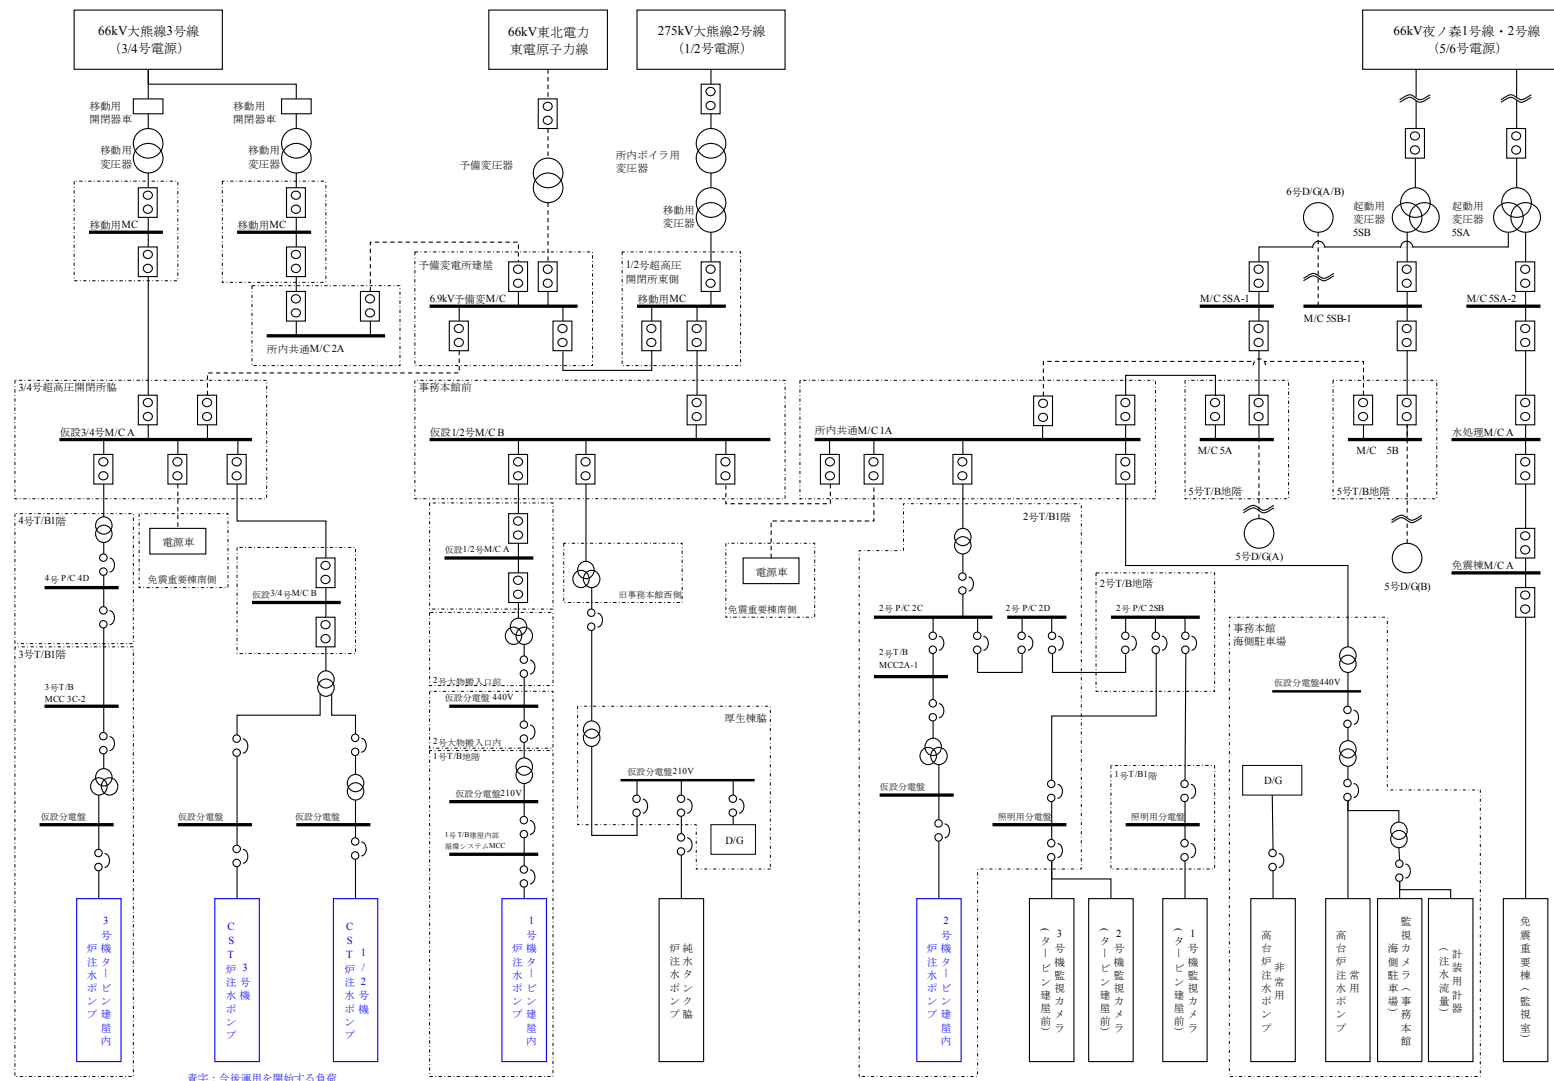 66kV大熊線3号線
(3/4号電源)
66kV東北電力
東電原子力線
275kV大熊線2号線
(1/2号電源)
66kV夜ノ森1号線・2号線
(5/6号電源)
移動用
開閉器車
移動用
開閉器車
移動用
変圧器
移動用
変圧器
予備変圧器
所内ボイラ用
変圧器
移動用
変圧器
6号D/G(A/B)
起動用
変圧器
5SB
起動用
変圧器
5SA
移動用MC
移動用MC
予備変電所建屋
1/2号超高圧
開閉所東側
6.9kV予備変M/C
移動用MC
M/C 5SA-1
M/C 5SB-1
M/C 5SA-2
所内共通M/C 2A
3/4号超高圧開閉所脇
事務本館前
仮設3/4号M/C A
仮設1/2号M/C B
所内共通M/C 1A
M/C 5A
M/C 5B
水処理M/C A
5号T/B地階
5号T/B地階
4号T/B1階
電源車
免震重要棟南側
4号 P/C 4D
仮設1/2号M/C A
旧事務本館西側
電源車
免震重要棟南側
2号T/B1階
5号D/G(A)
5号D/G(B)
免震棟M/C A
仮設3/4号M/C B
2号T/B地階
2号 P/C 2C
2号 P/C 2D
2号 P/C 2SB
事務本館
海側駐車場
3号T/B1階
3号T/B
MCC 3C-2
2号大物搬入口前
2号T/B
MCC2A-1
仮設分電盤440V
仮設分電盤 440V
厚生棟脇
2号大物搬入口内
1号T/B地階
仮設分電盤210V
仮設分電盤210V
仮設分電盤
1号T/B1階
D/G
仮設分電盤
仮設分電盤
仮設分電盤
1号T/B建屋内部
循環システムMCC
D/G
照明用分電盤
照明用分電盤
3号機タービン建屋内
炉注水ポンプ
3号機
CST炉注水ポンプ
1/2号機
CST炉注水ポンプ
1号機タービン建屋内
炉注水ポンプ
純水タンク脇
炉注水ポンプ
2号機タービン建屋内
炉注水ポンプ
3号機監視カメラ
(タービン建屋前)
2号機監視カメラ
(タービン建屋前)
1号機監視カメラ
(タービン建屋前)
非常用
高台炉注水ポンプ
常用
高台炉注水ポンプ
監視カメラ(事務本館
海側駐車場)
計装用計器
(注水流量)
免震重要棟(監視室)
青字：今後運用を開始する負荷